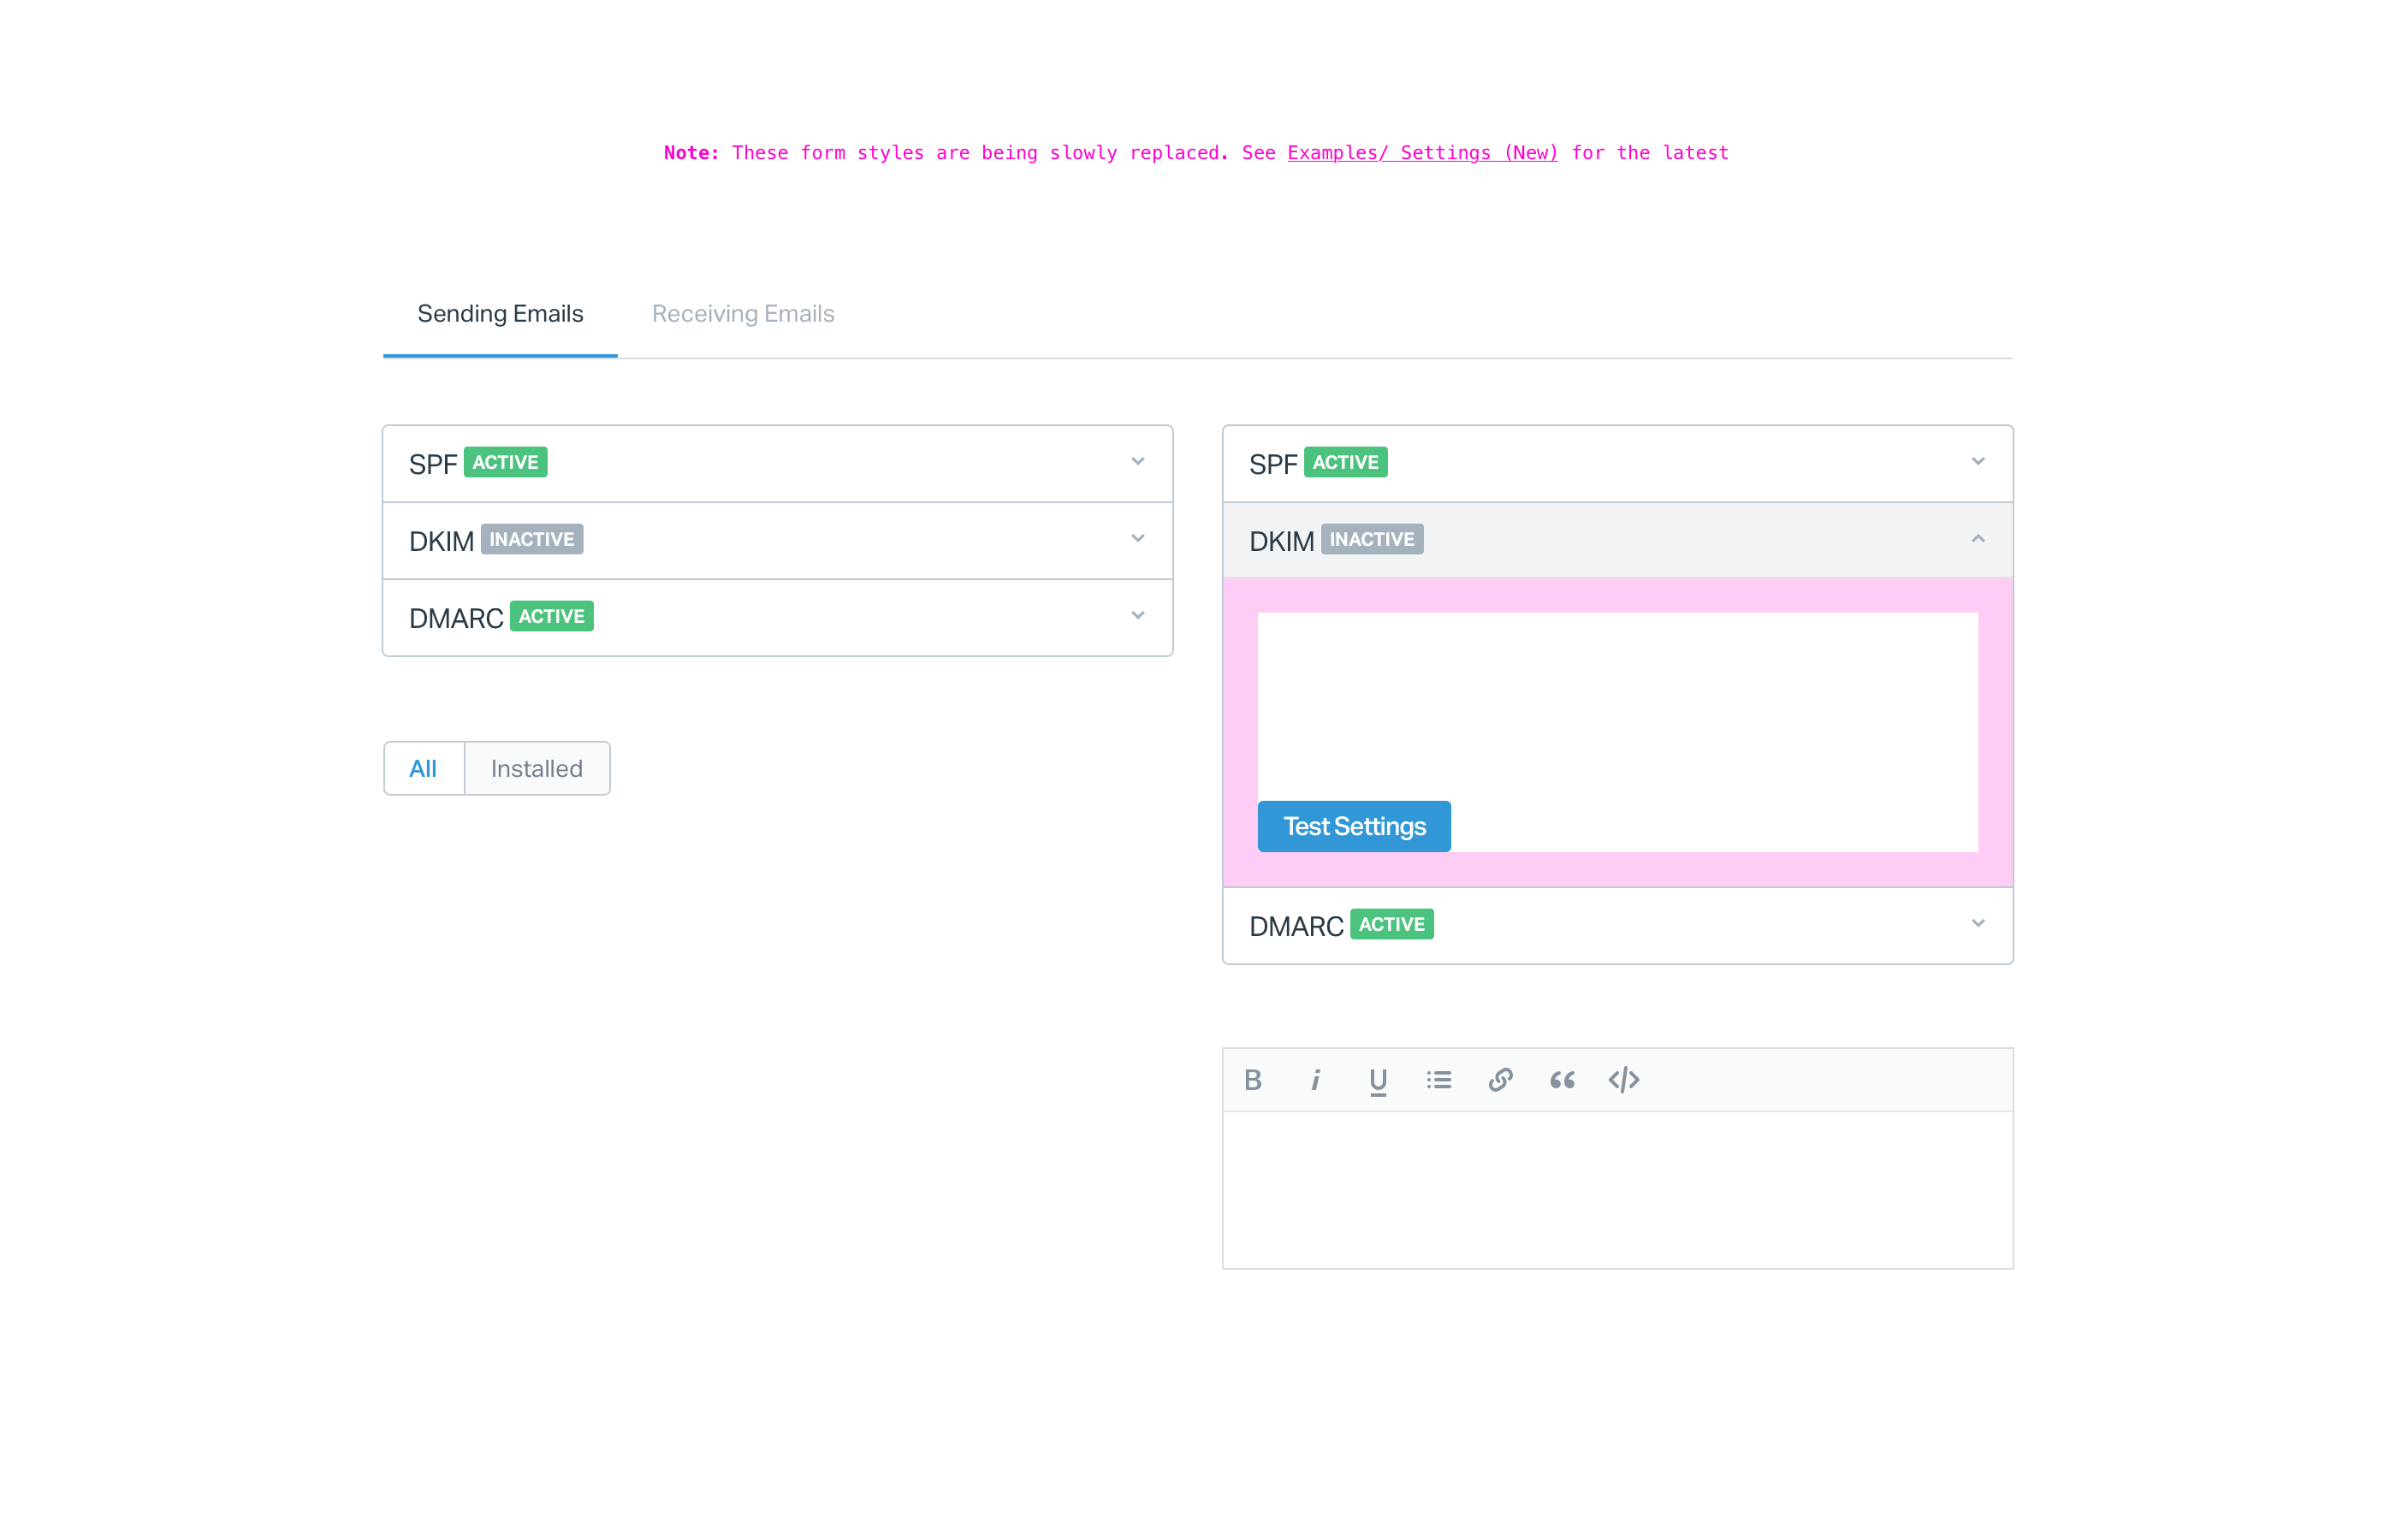 Note: These form styles are being slowly replaced. See Examples/ Settings (New) for the latest
Sending Emails
Receiving Emails
SPF ACTIVE
DKIM INACTIVE
DMARC ACTIVE
All
Installed
SPF ACTIVE
DKIM INACTIVE
Test Settings
DMARC ACTIVE
B i U